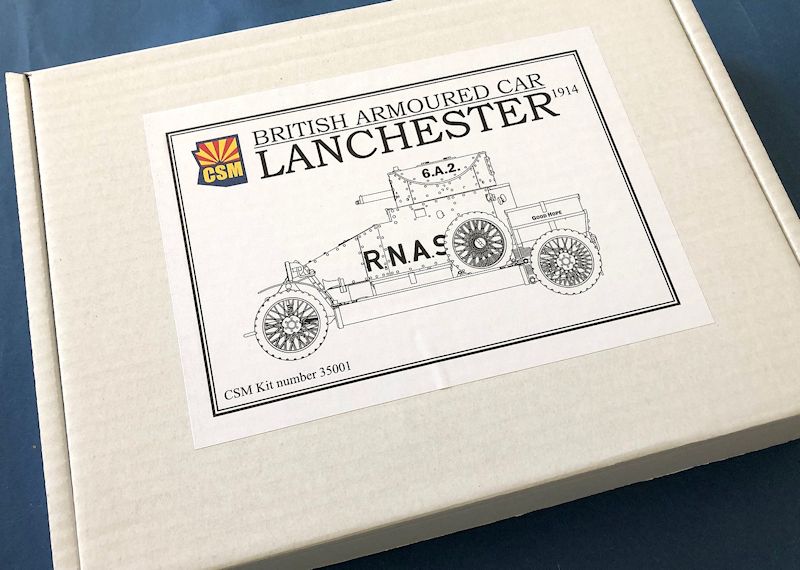 CSM
BRITISH ARMOURED CAR
LANCHESTER 1914
6.A.2.
GOOD HOPE
R.N.A.S
CSM Kit number 35001